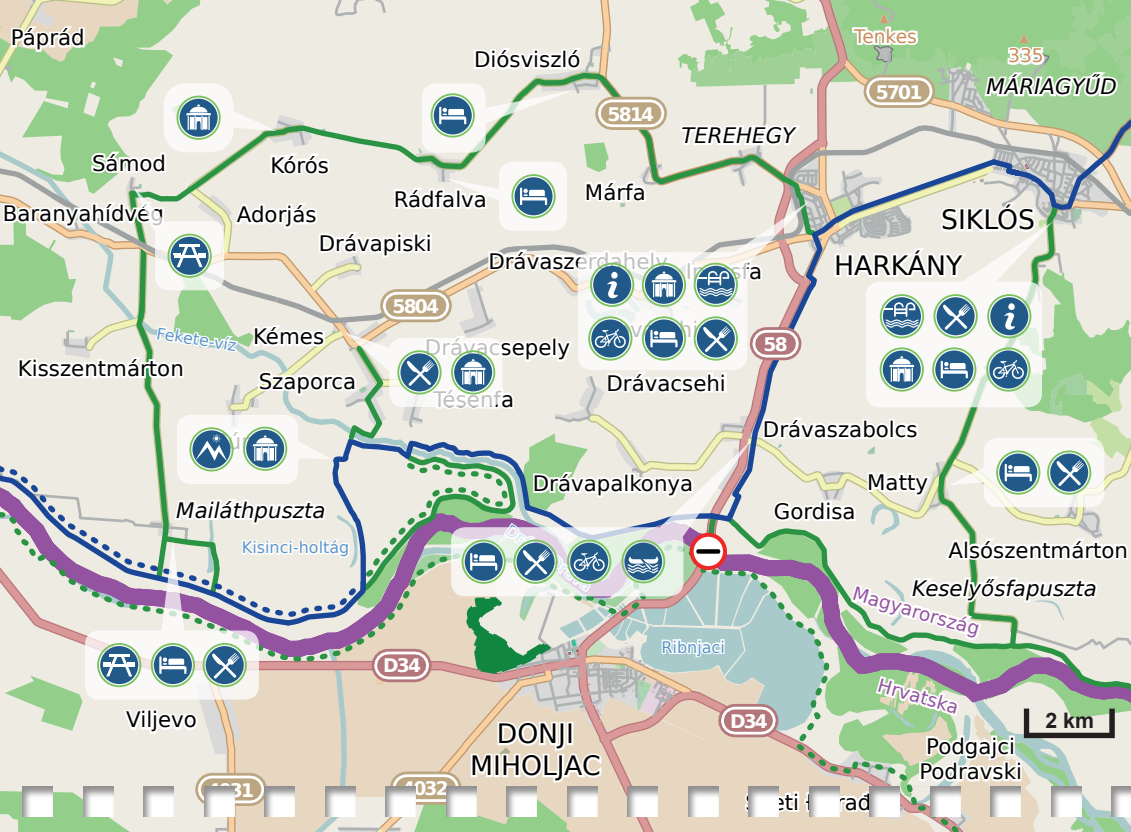 Páprád
Diósviszló
Tenkes
335
5701
MÁRIAGYŰD
5814
TEREHEGY
Sámod
Kórós
Rádfalva
Márfa
Baranyahídvég
Adorjás
SIKLÓS
Drávapiski
Drávaszerdahely
HARKÁNY
5804
Fekete-víz
Kémes
Drávacsepely
58
Kisszentmárton
Szaporca
Drávacsehi
Tésenfa
Drávaszabolcs
Drávapalkonya
Matty
Mailáthpuszta
Gordisa
Kisinci-holtág
Alsószentmárton
Keselyősfapuszta
Magyarország
Ribnjaci
D34
Hrvatska
Viljevo
D34
2 km
DONJI
MIHOLJAC
Podgajci
Podravski
4031
4032